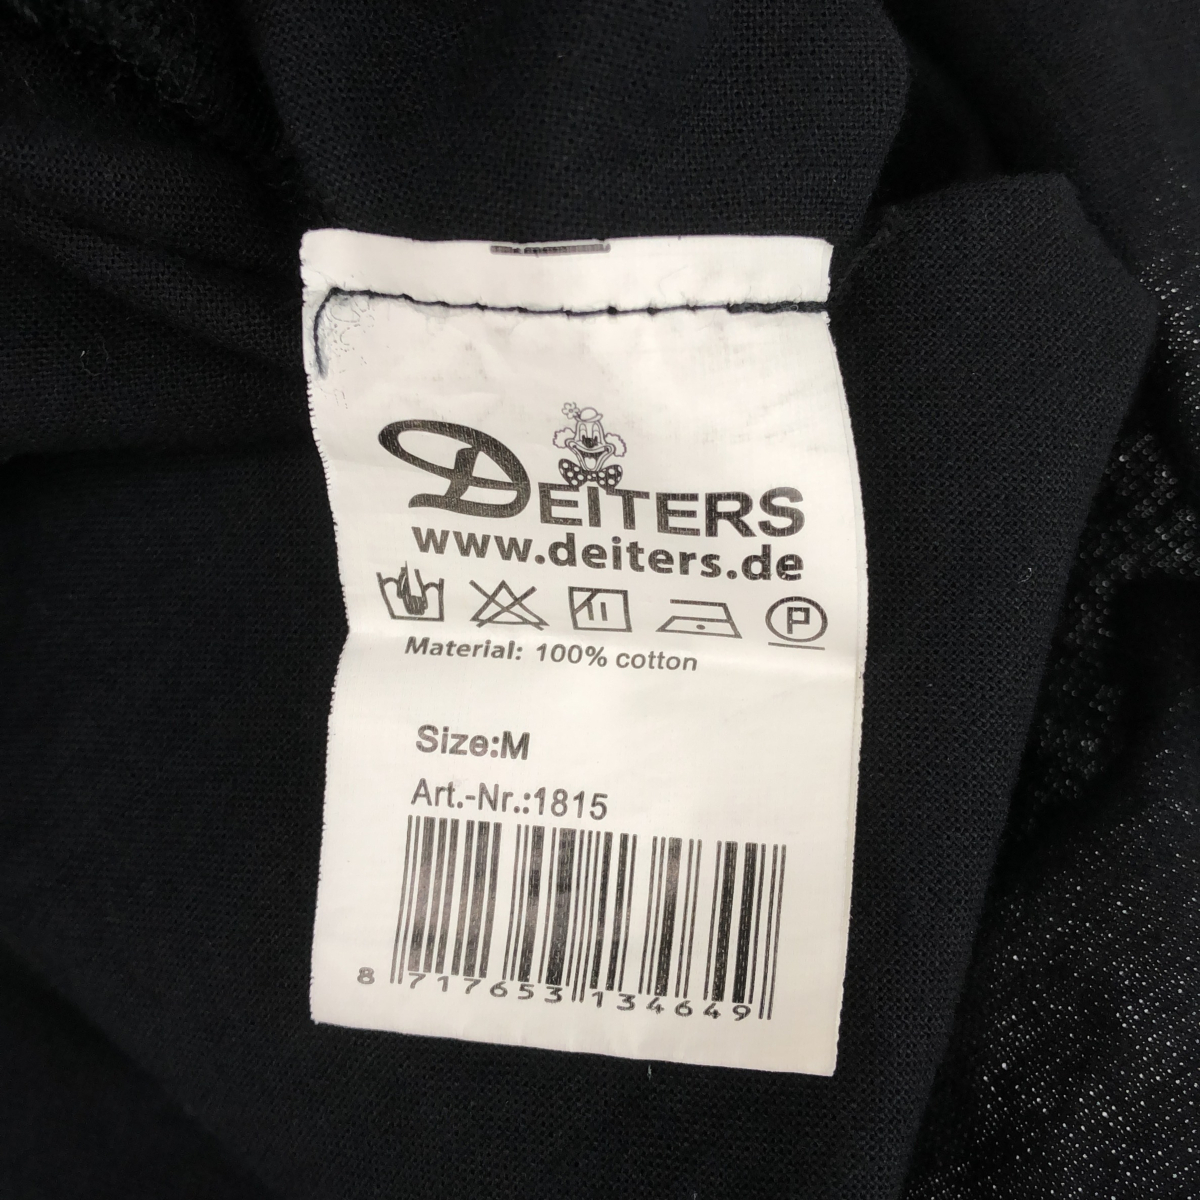 DEITERS
www.deiters.de
P
Material: 100% cotton
Size:M
Art.-Nr.:1815
8 717653 134649